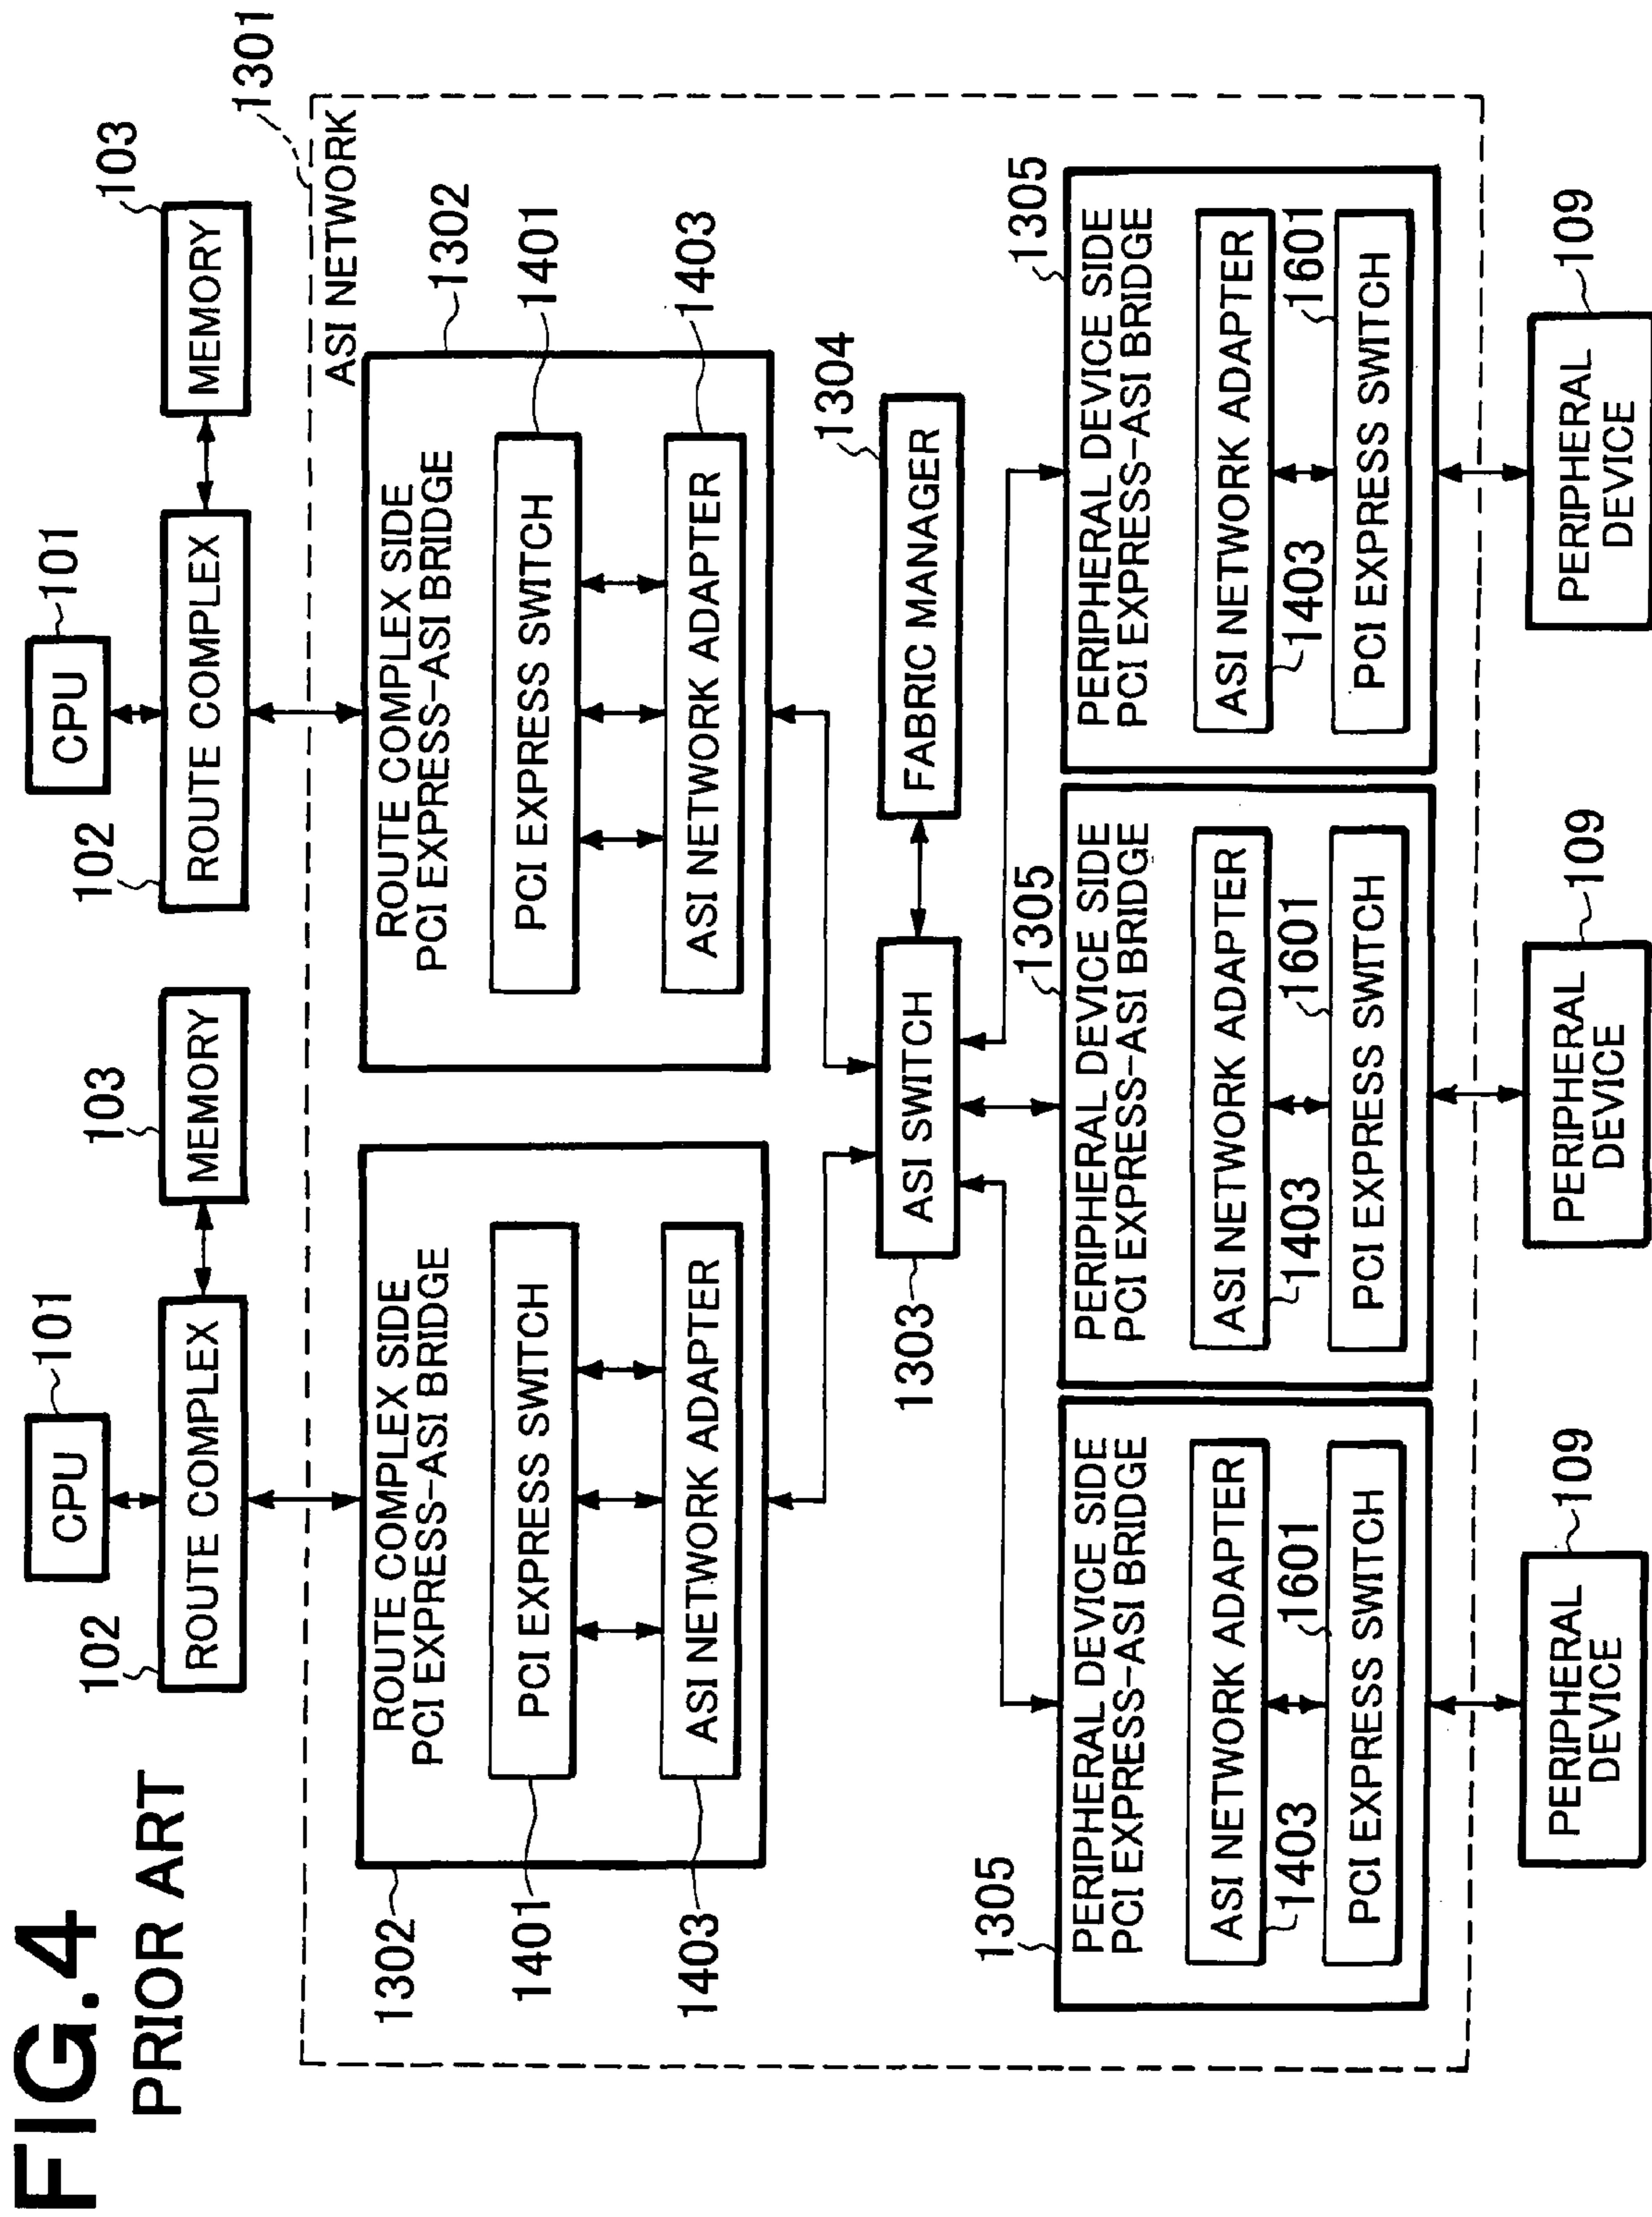 FIG.4
PRIOR ART
CPU
101
CPU
101
102
ROUTE COMPLEX
MEMORY
103
102
ROUTE COMPLEX
MEMORY
103
1301
ASI NETWORK
1302
ROUTE COMPLEX SIDE
PCI EXPRESS-ASI BRIDGE
1401
PCI EXPRESS SWITCH
1403
ASI NETWORK ADAPTER
ROUTE COMPLEX SIDE
PCI EXPRESS-ASI BRIDGE
1302
PCI EXPRESS SWITCH
1401
ASI NETWORK ADAPTER
1403
1303
ASI SWITCH
FABRIC MANAGER
1304
1305
PERIPHERAL DEVICE SIDE
PCI EXPRESS-ASI BRIDGE
ASI NETWORK ADAPTER
1403
1601
PCI EXPRESS SWITCH
1305
PERIPHERAL DEVICE SIDE
PCI EXPRESS-ASI BRIDGE
ASI NETWORK ADAPTER
1403
1601
PCI EXPRESS SWITCH
1305
PERIPHERAL DEVICE SIDE
PCI EXPRESS-ASI BRIDGE
ASI NETWORK ADAPTER
1403
1601
PCI EXPRESS SWITCH
PERIPHERAL
DEVICE
109
PERIPHERAL
DEVICE
109
PERIPHERAL
DEVICE
109